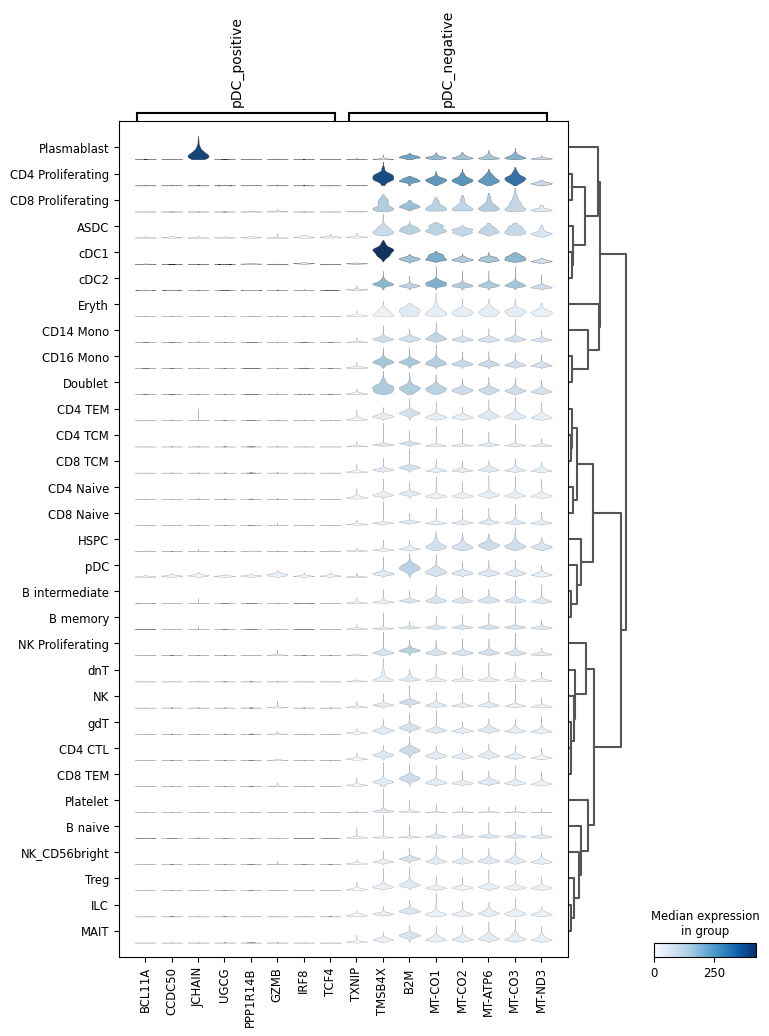 pDC_positive
pDC_negative
Plasmablast
CD4 Proliferating
CD8 Proliferating
ASDC
cDC1
cDC2
Eryth
CD14 Mono
CD16 Mono
Doublet
CD4 TEM
CD4 TCM
CD8 TCM
CD4 Naive
CD8 Naive
HSPC
pDC
B intermediate
B memory
NK Proliferating
dnT
NK
gdT
CD4 CTL
CD8 TEM
Platelet
B naive
NK_CD56bright
Treg
ILC
MAIT
BCL11A
CCDC50
JCHAIN
UGCG
PPP1R14B
GZMB
IRF8
TCF4
TXNIP
TMSB4X
B2M
MT-CO1
MT-CO2
MT-ATP6
MT-CO3
MT-ND3
Median expression
in group
0 250